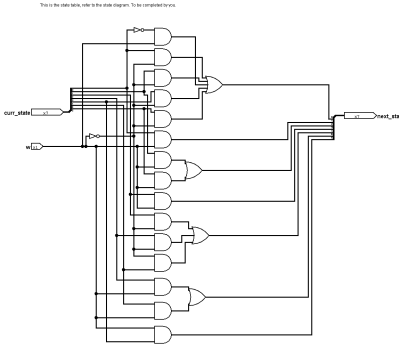 This is the state table, refer to the state diagram. To be completed by you.
curr_state
x7
x7
next_sta
w
x1